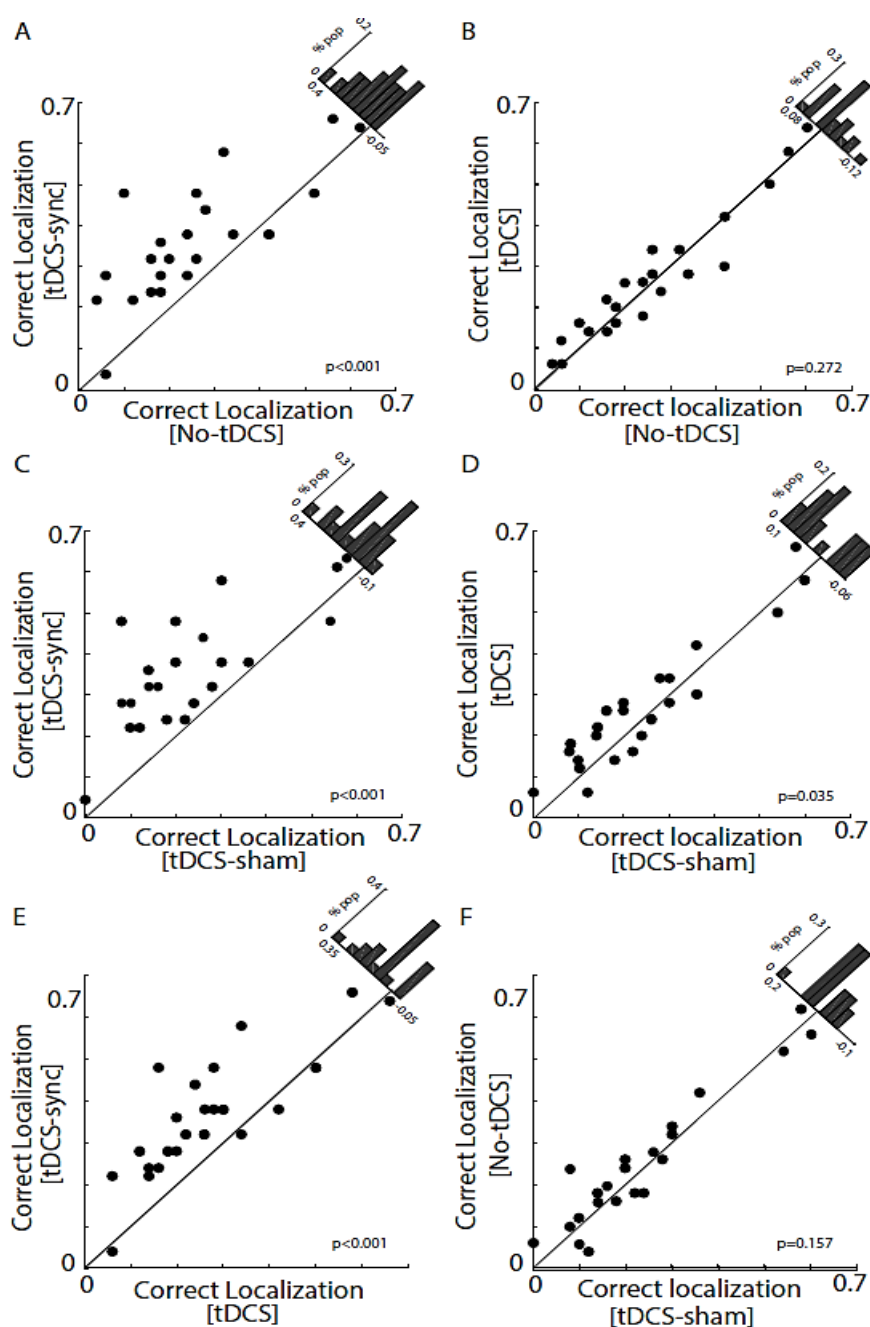 A
% pop
0.2
0
0.4
-0.05
0.7
Correct Localization
[tDCS-sync]
p<0.001
0
0
0.7
Correct Localization
[No-tDCS]
B
% pop
0.3
0
0.08
-0.12
0.7
Correct Localization
[tDCS]
p=0.272
0
0
0.7
Correct localization
[No-tDCS]
C
% pop
0.3
0
0.4
-0.1
0.7
Correct Localization
[tDCS-sync]
p<0.001
0
0
0.7
Correct Localization
[tDCS-sham]
D
% pop
0.2
0
0.1
-0.06
0.7
Correct Localization
[tDCS]
p=0.035
0
0
0.7
Correct localization
[tDCS-sham]
E
% pop
0.4
0
0.35
-0.05
0.7
Correct Localization
[tDCS-sync]
p<0.001
0
0
0.7
Correct Localization
[tDCS]
F
% pop
0.3
0
0.2
-0.1
0.7
Correct Localization
[No-tDCS]
p=0.157
0
0
0.7
Correct localization
[tDCS-sham]